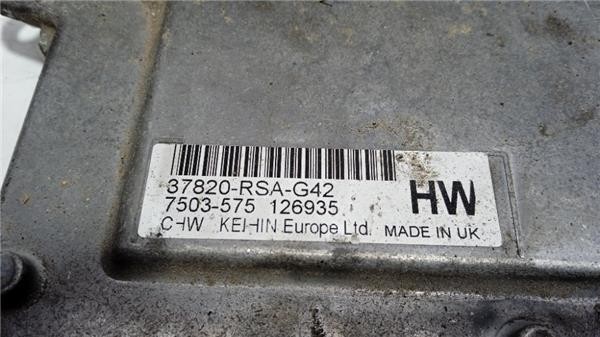 37820-RSA-G42
7503-575 126935
HW
CHW KEIHIN Europe Ltd. MADE IN UK